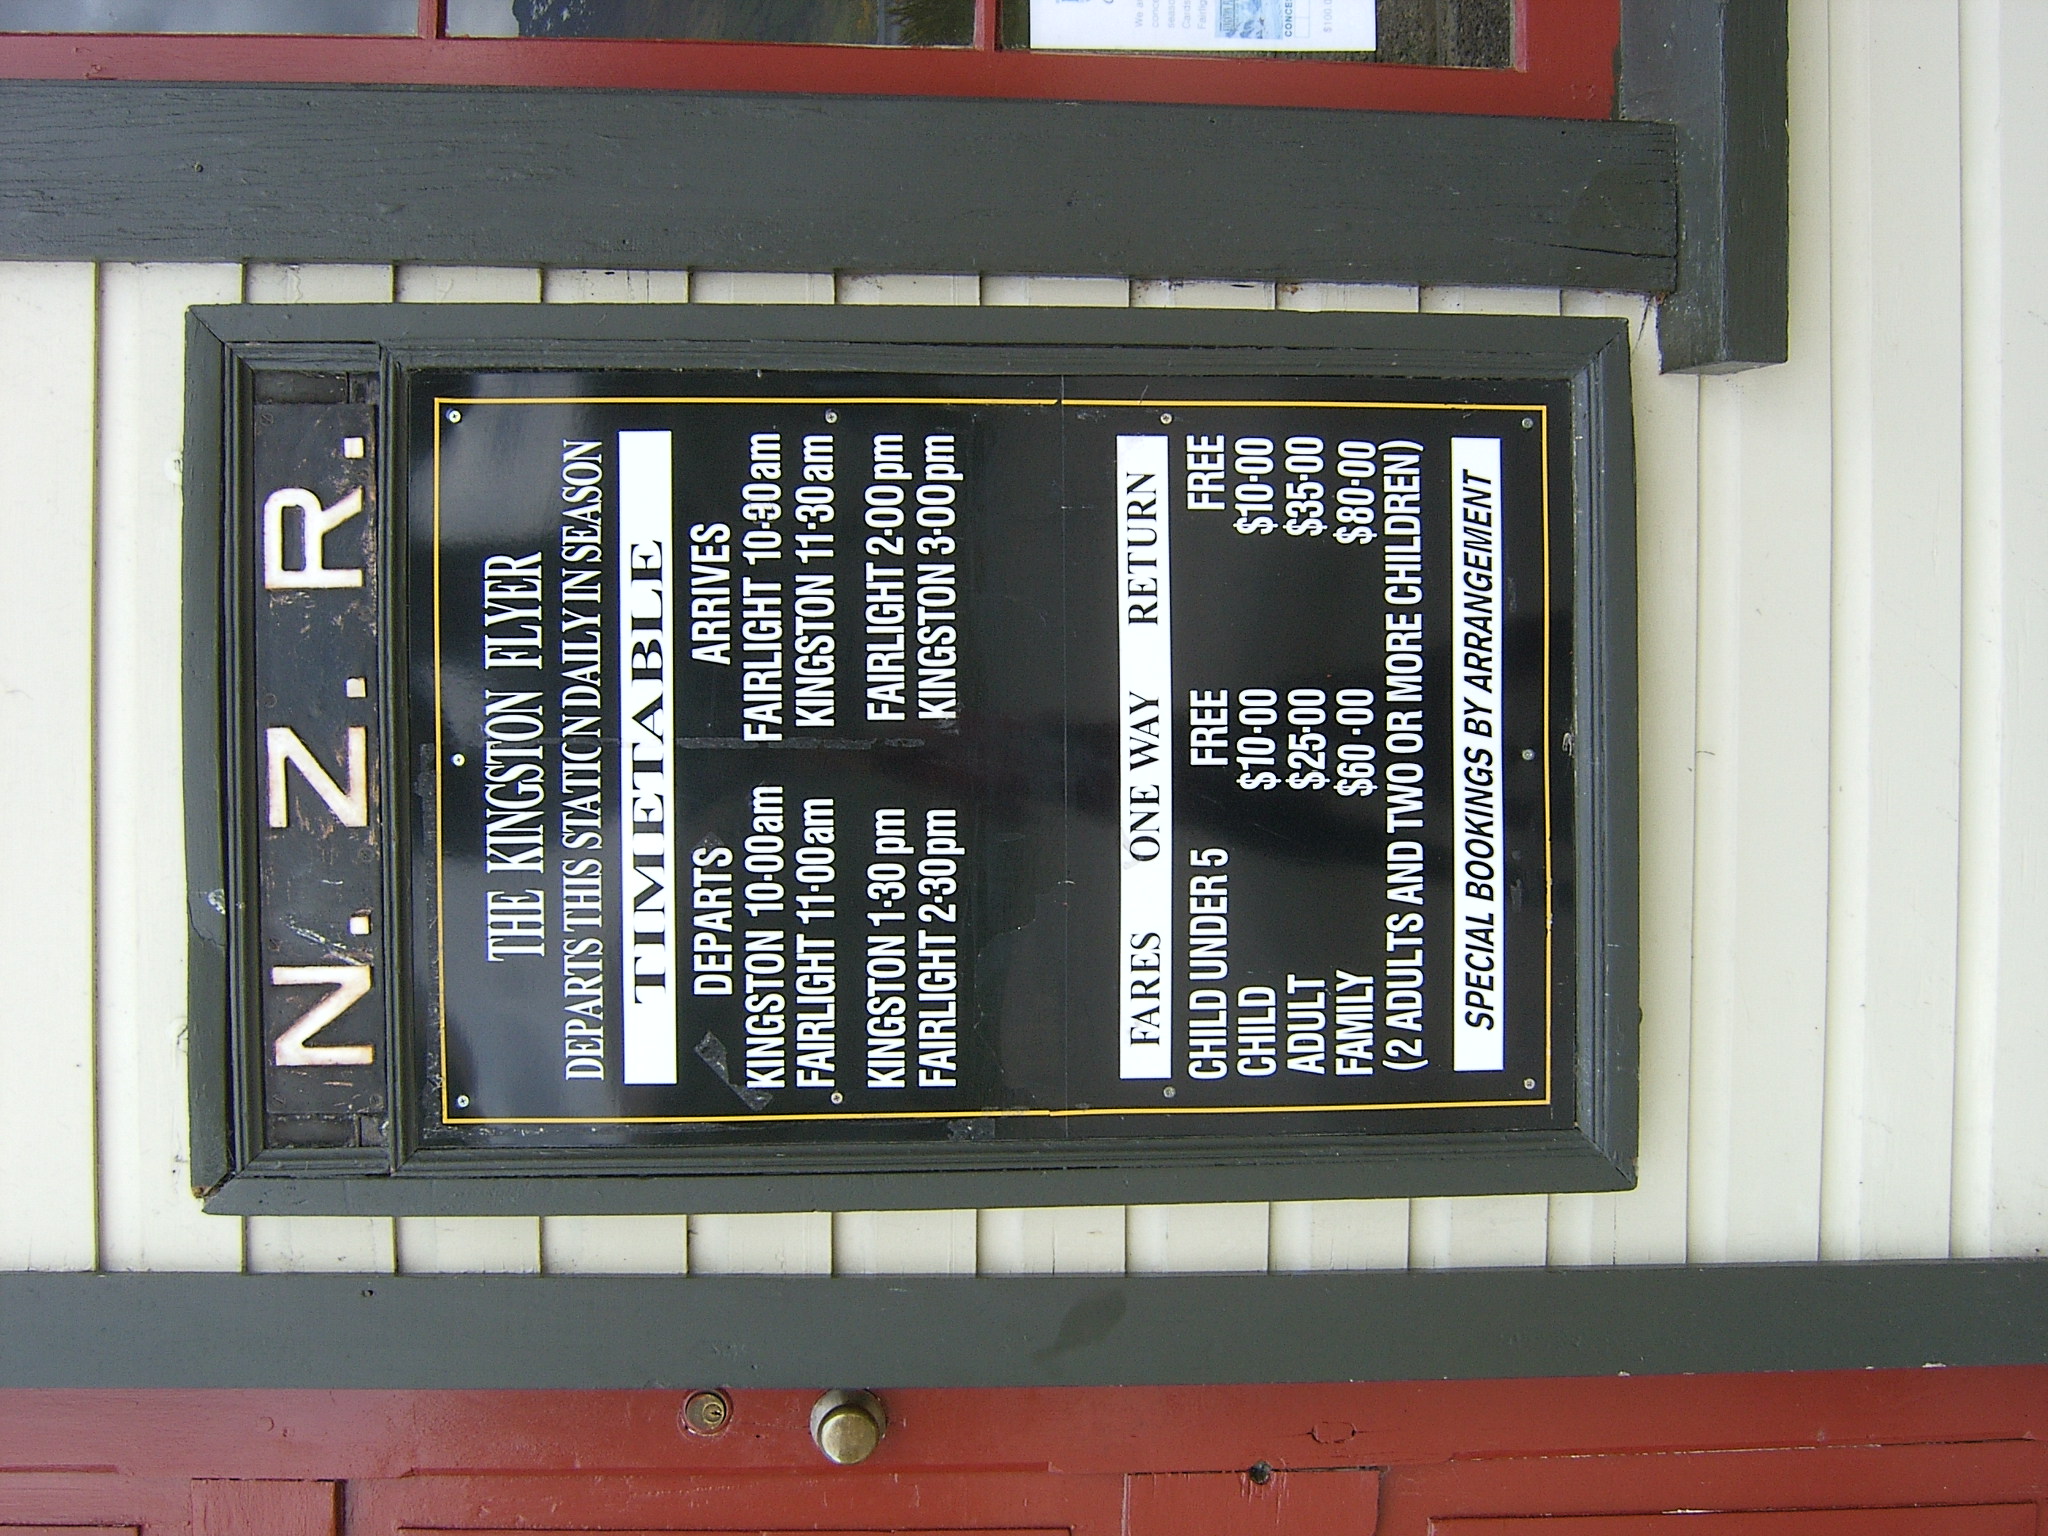 N.Z.R.
THE KINGSTON FLYER
DEPARTS THIS STATION DAILY IN SEASON
TIMETABLE
DEPARTS ARRIVES
KINGSTON 10·00am FAIRLIGHT 10·30am
FAIRLIGHT 11·00am KINGSTON 11·30am
KINGSTON 1·30 pm FAIRLIGHT 2·00pm
FAIRLIGHT 2·30pm KINGSTON 3·00pm
FARES ONE WAY RETURN
CHILD UNDER 5 FREE FREE
CHILD $10·00 $10·00
ADULT $25·00 $35·00
FAMILY $60·00 $80·00
(2 ADULTS AND TWO OR MORE CHILDREN)
SPECIAL BOOKINGS BY ARRANGEMENT